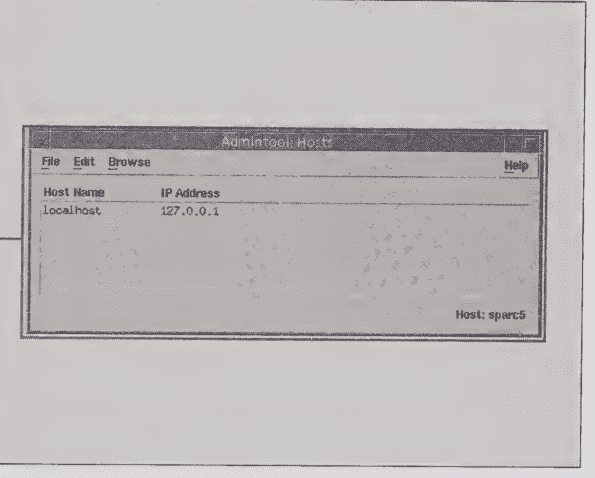 Admintool: Hosts
File Edit Browse Help
Host Name IP Address
localhost 127.0.0.1
Host: sparc5